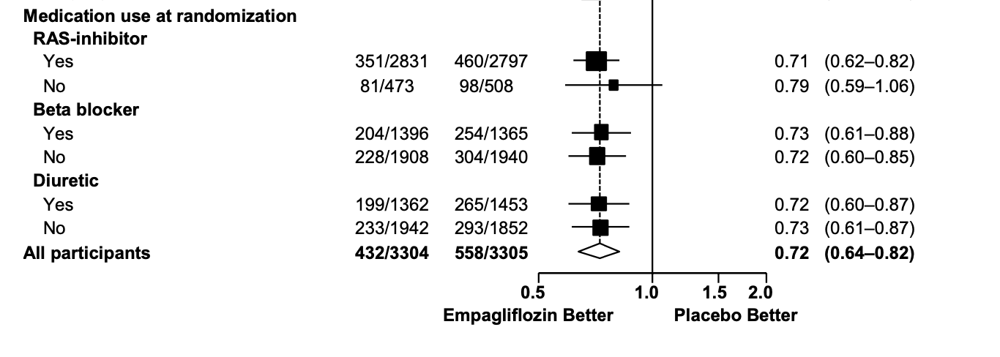 Medication use at randomization
RAS-inhibitor
Yes 351/2831 460/2797 0.71 (0.62–0.82)
No 81/473 98/508 0.79 (0.59–1.06)
Beta blocker
Yes 204/1396 254/1365 0.73 (0.61–0.88)
No 228/1908 304/1940 0.72 (0.60–0.85)
Diuretic
Yes 199/1362 265/1453 0.72 (0.60–0.87)
No 233/1942 293/1852 0.73 (0.61–0.87)
All participants 432/3304 558/3305 0.72 (0.64–0.82)
0.5 1.0 1.5 2.0
Empagliflozin Better Placebo Better